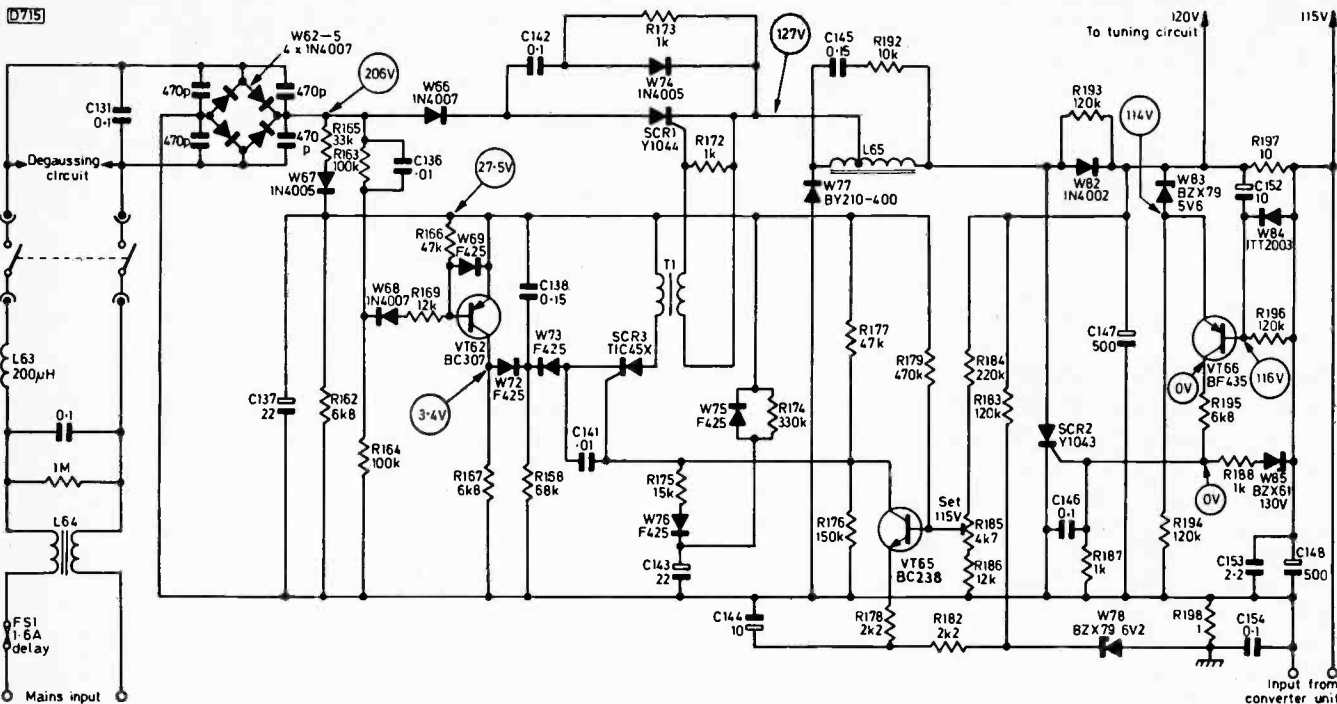 D715
W62-5
4 x 1N4007
C131
0·1
470p
470p
470p
470
p
206V
Degaussing
circuit
L63
200µH
0·1
1M
L64
FS1
1·6A
delay
Mains input
R165
33k
R163
100k
W67
1N4005
C136
·01
W66
1N4007
C142
0·1
R173
1k
W74
1N4005
SCR1
Y1044
127V
R172
1k
C145
0·15
R192
10k
L65
W77
BY210-400
R193
120k
W82
1N4002
114V
120V
To tuning circuit
115V
W83
BZX79
5V6
R197
10
C152
10
W84
ITT2003
27·5V
R166
47k
W69
F425
W68
1N4007
R169
12k
VT62
BC307
C138
0·15
W73
F425
W72
F425
3·4V
SCR3
TIC45X
T1
C137
22
R162
6k8
R164
100k
R167
6k8
R158
68k
C141
·01
R175
15k
W76
F425
C143
22
W75
F425
R174
330k
R177
47k
R176
150k
R179
470k
VT65
BC238
Set
115V
R184
220k
R185
4k7
R186
12k
R183
120k
C144
10
R178
2k2
R182
2k2
SCR2
Y1043
C146
0·1
R187
1k
C147
500
W78
BZX79 6V2
R194
120k
VT66
BF435
0V
116V
R196
120k
R195
6k8
0V
R188
1k
W85
BZX61
130V
C153
2·2
C148
500
R198
1
C154
0·1
Input from
converter unit